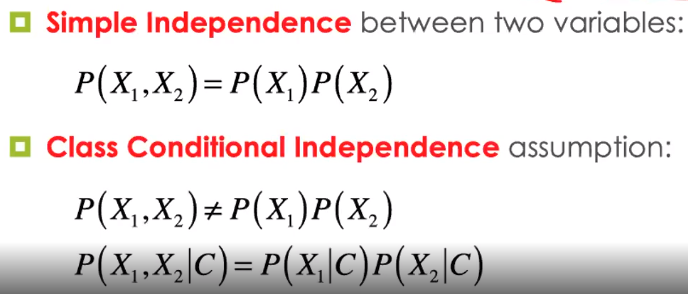 Simple Independence between two variables:
P(X₁,X₂)=P(X₁)P(X₂)
Class Conditional Independence assumption:
P(X₁,X₂)≠P(X₁)P(X₂)
P(X₁,X₂|C)=P(X₁|C)P(X₂|C)